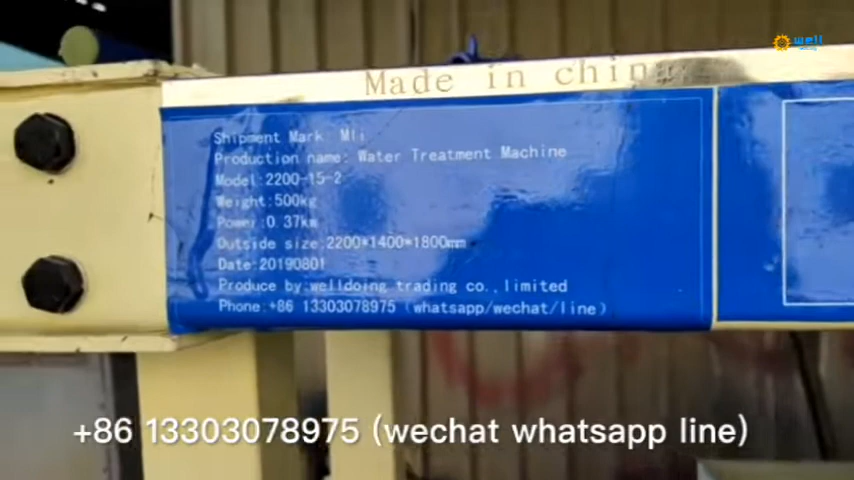 well
Made in china
Shipment Mark: Mli
Production name: Water Treatment Machine
Model:2200-15-2
Weight:500kg
Power:0.37kw
Outside size:2200*1400*1800mm
Date:20190801
Produce by:welldoing trading co.,limited
Phone:+86 13303078975 (whatsapp/wechat/line)
+86 13303078975 (wechat whatsapp line)